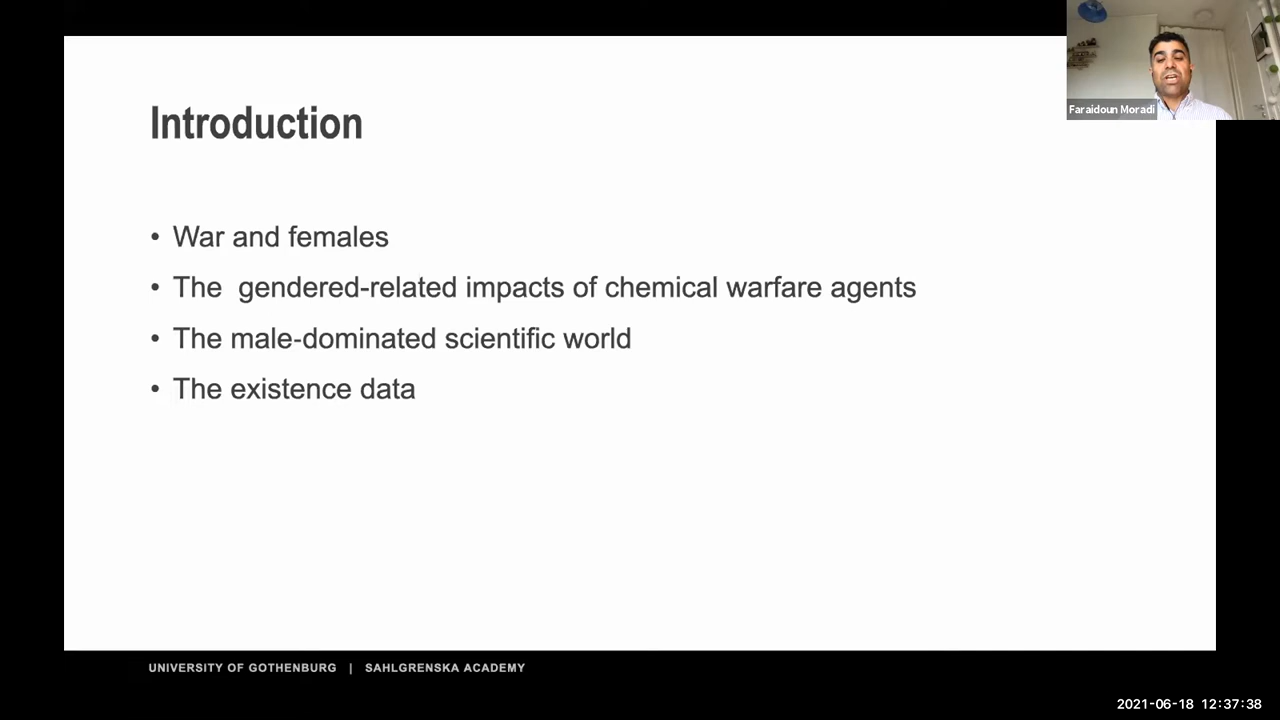 Faraidoun Moradi
Introduction
• War and females
• The  gendered-related impacts of chemical warfare agents
• The male-dominated scientific world
• The existence data
UNIVERSITY OF GOTHENBURG | SAHLGRENSKA ACADEMY
2021-06-18 12:37:38